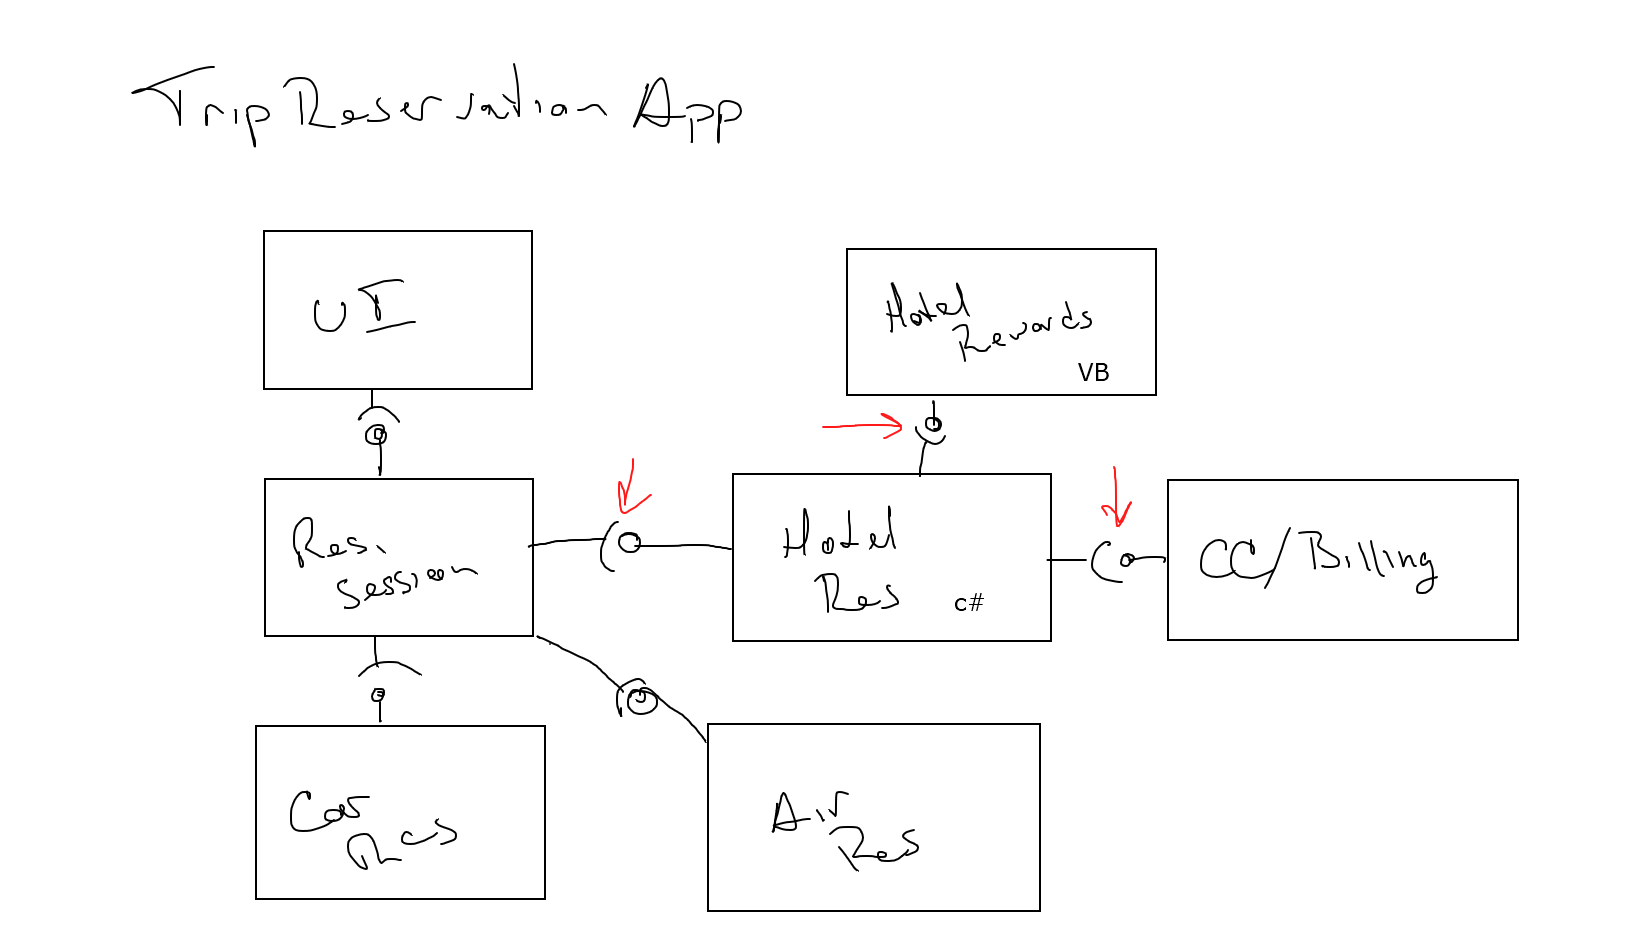 Trip Reservation App
UI
Hotel
Rewards
VB
Res.
Session
Hotel
Res
c#
CC/Billing
Car
Res
Air
Res